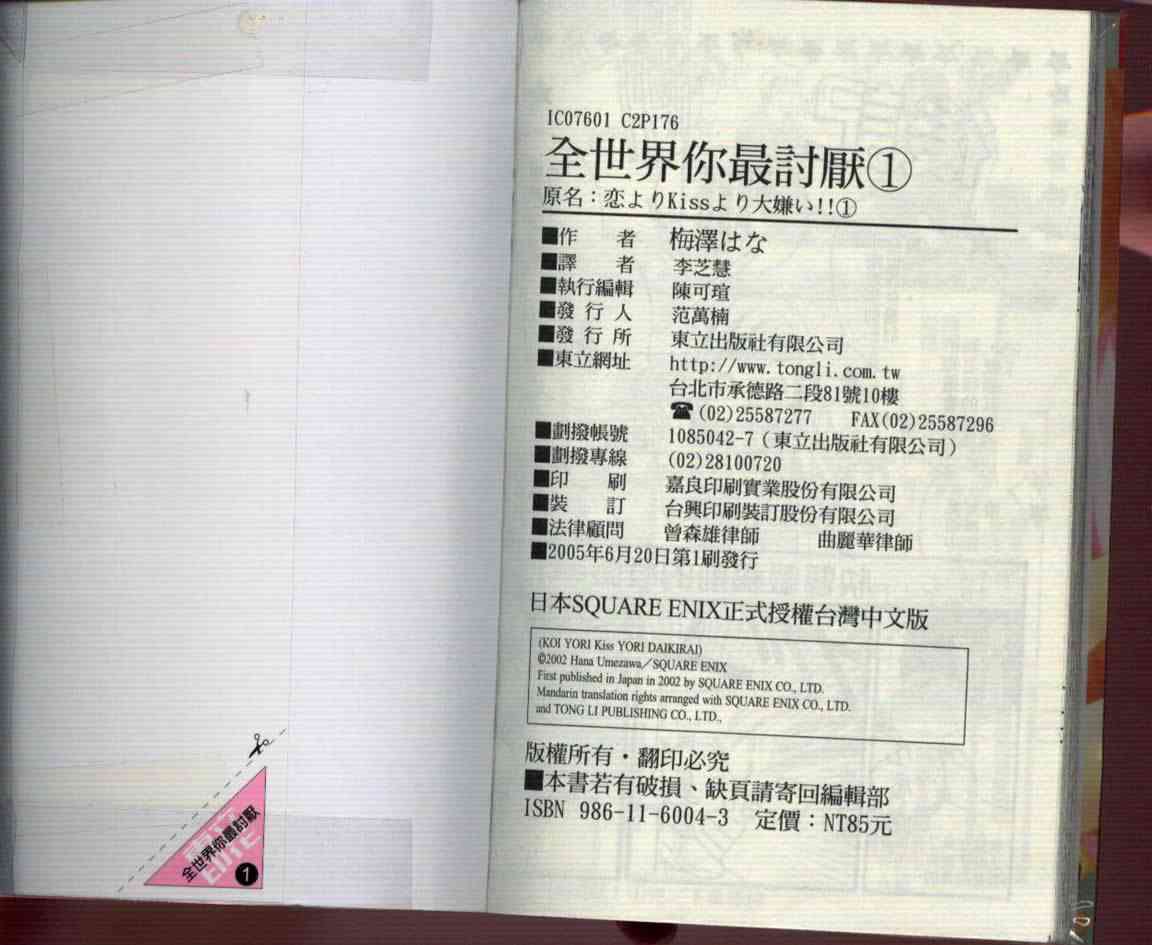 IC07601 C2P176
全世界你最討厭①
原名：恋よりKissより大嫌い!!①
■作　者　梅澤はな
■譯　者　李芝慧
■執行編輯　陳可瑄
■發行人　范萬楠
■發行所　東立出版社有限公司
■東立網址　http://www.tongli.com.tw
台北市承德路二段81號10樓
☎(02)25587277　FAX(02)25587296
■劃撥帳號　1085042-7（東立出版社有限公司）
■劃撥專線　(02)28100720
■印　刷　嘉良印刷實業股份有限公司
■裝　訂　台興印刷裝訂股份有限公司
■法律顧問　曾森雄律師　曲麗華律師
■2005年6月20日第1刷發行
日本SQUARE ENIX正式授權台灣中文版
(KOI YORI Kiss YORI DAIKIRAI)
©2002 Hana Umezawa／SQUARE ENIX
First published in Japan in 2002 by SQUARE ENIX CO., LTD.
Mandarin translation rights arranged with SQUARE ENIX CO., LTD.
and TONG LI PUBLISHING CO., LTD.,
版權所有・翻印必究
■本書若有破損、缺頁請寄回編輯部
ISBN 986-11-6004-3　定價：NT85元
全世界你最討厭
1